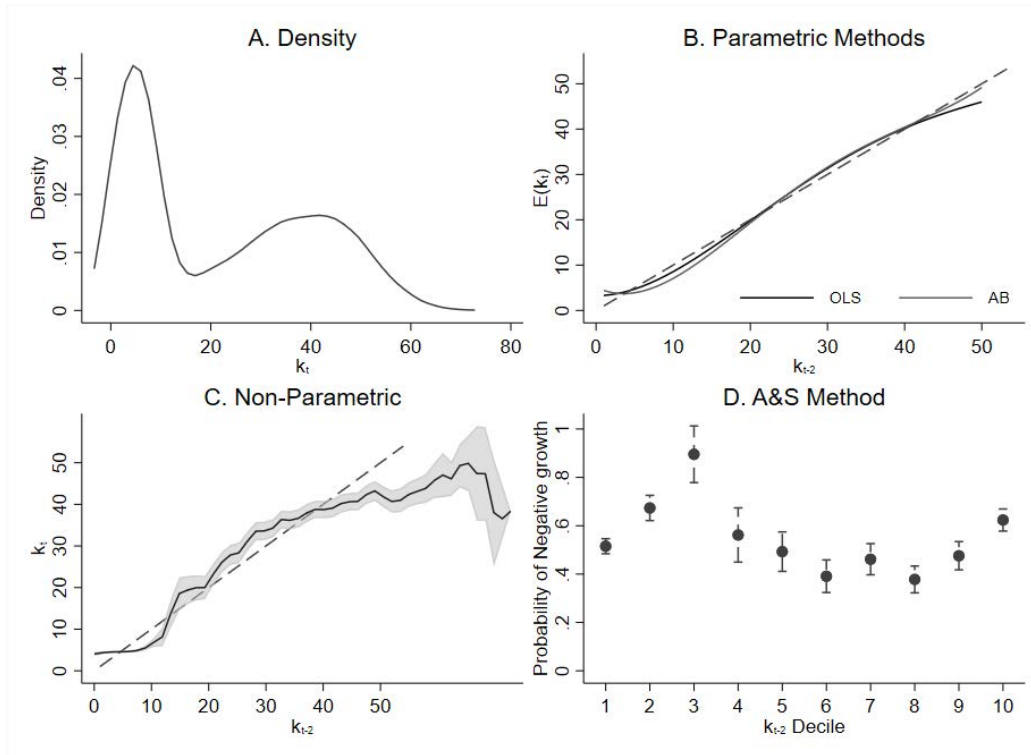 A. Density
Density
0 .01 .02 .03 .04
0 20 40 60 80
kₜ
B. Parametric Methods
E(kₜ)
0 10 20 30 40 50
OLS AB
0 10 20 30 40 50
kₜ₋₂
C. Non-Parametric
kₜ
0 10 20 30 40 50
0 10 20 30 40 50
kₜ₋₂
D. A&S Method
Probability of Negative growth
0 .2 .4 .6 .8 1
1 2 3 4 5 6 7 8 9 10
kₜ₋₂ Decile